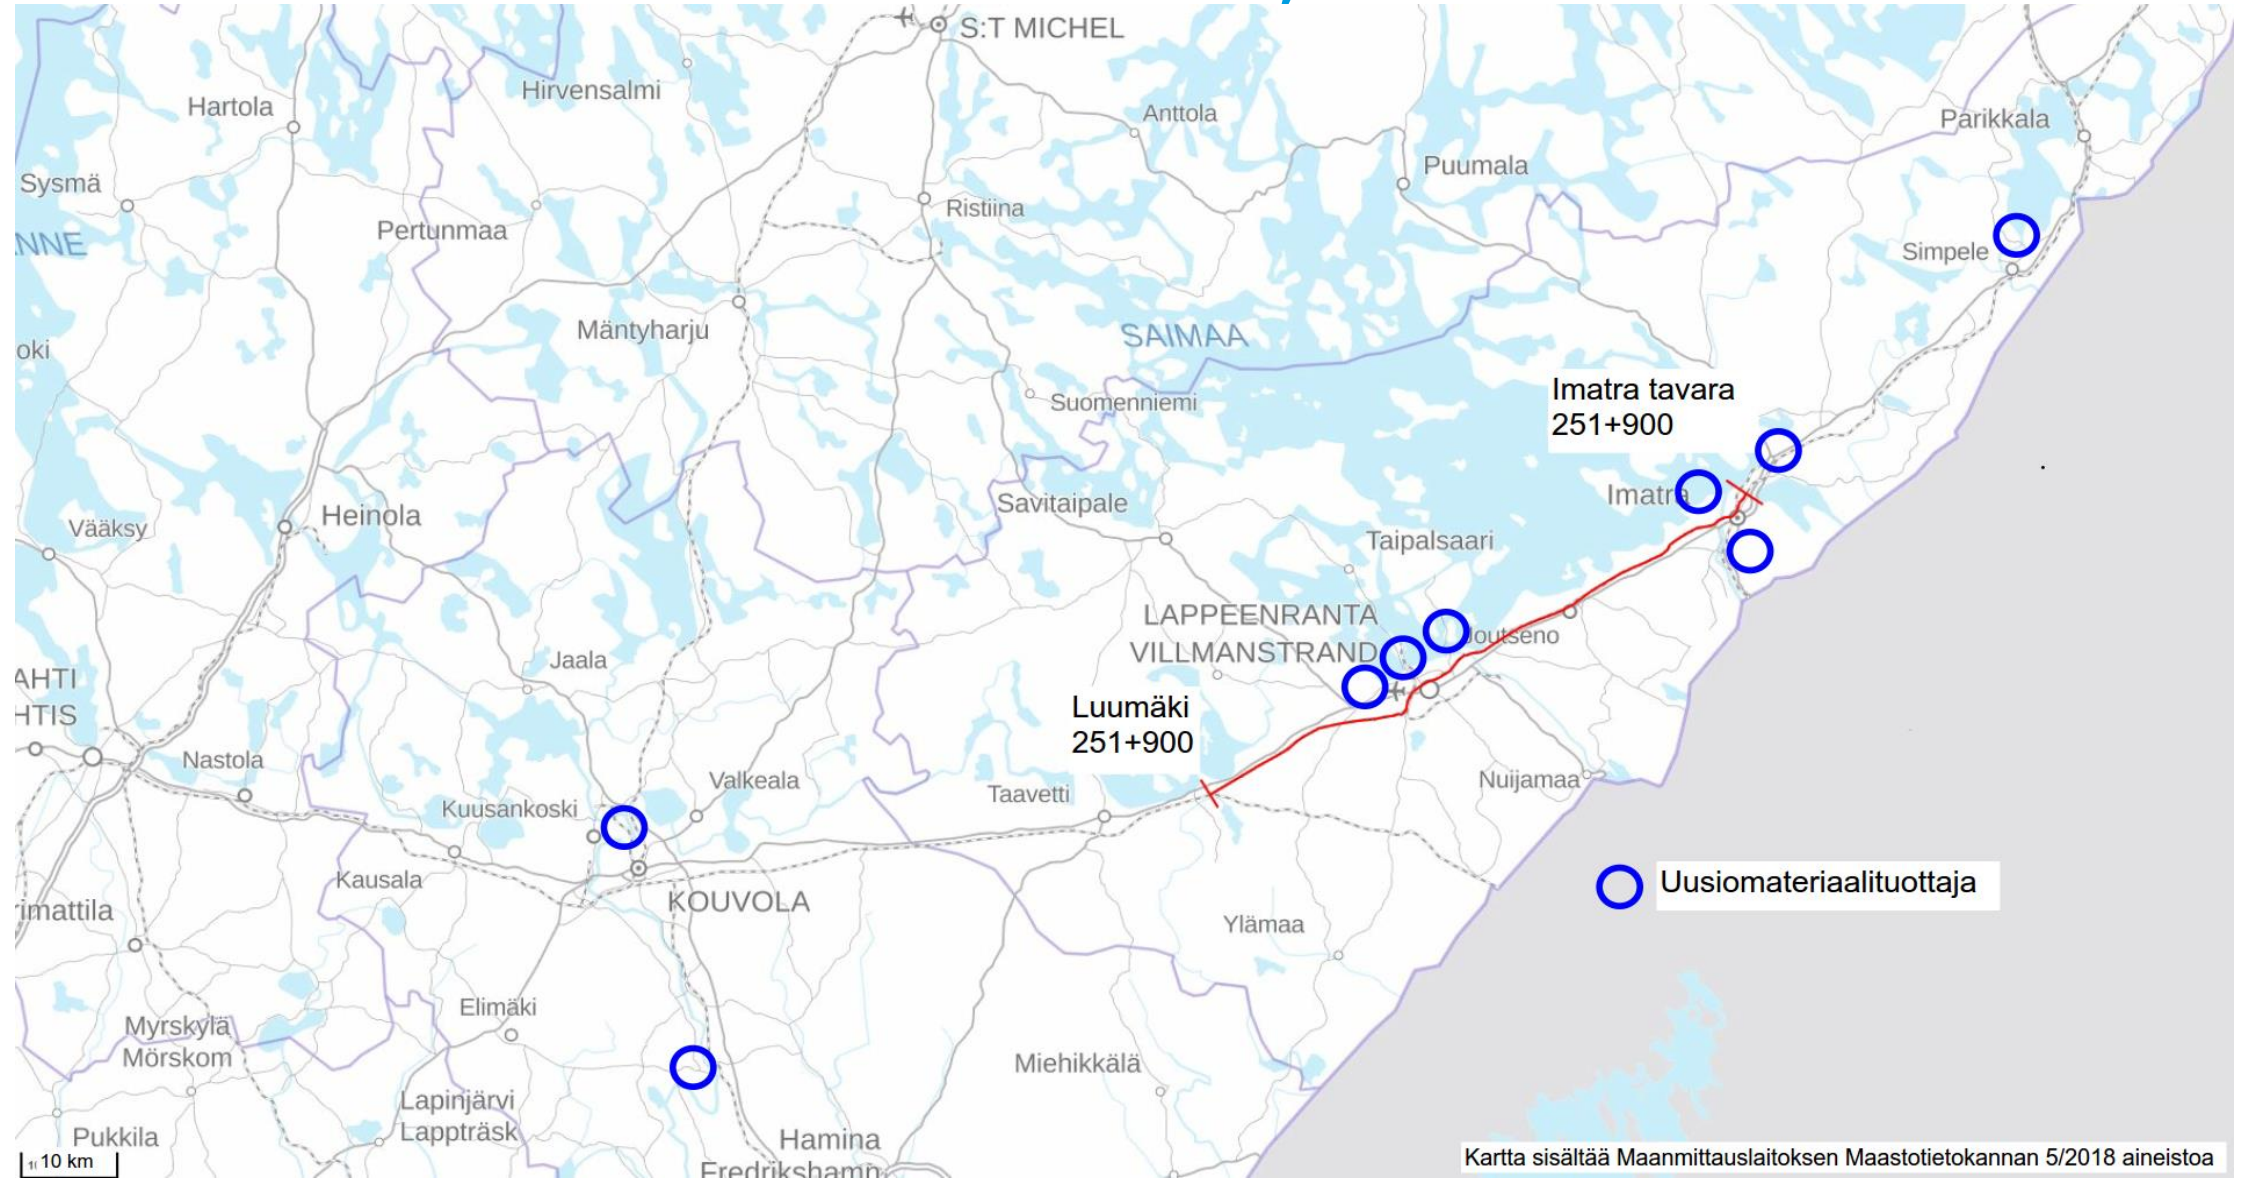 S:T MICHEL
Hirvensalmi
Hartola
Anttola
Parikkala
Puumala
Sysmä
Ristiina
Pertunmaa
NNE
Simpele
SAIMAA
Mäntyharju
oki
Imatra tavara
251+900
Suomenniemi
Imatra
Savitaipale
Heinola
Vääksy
Taipalsaari
LAPPEENRANTA
VILLMANSTRAND
Joutseno
Jaala
AHTI
HTIS
Luumäki
251+900
Nastola
Valkeala
Nuijamaa
Taavetti
Kuusankoski
Kausala
Uusiomateriaalituottaja
KOUVOLA
rimattila
Ylämaa
Elimäki
Myrskylä
Mörskom
Miehikkälä
Lapinjärvi
Lappträsk
Pukkila
Hamina
Fredrikshamn
10 km
Kartta sisältää Maanmittauslaitoksen Maastotietokannan 5/2018 aineistoa